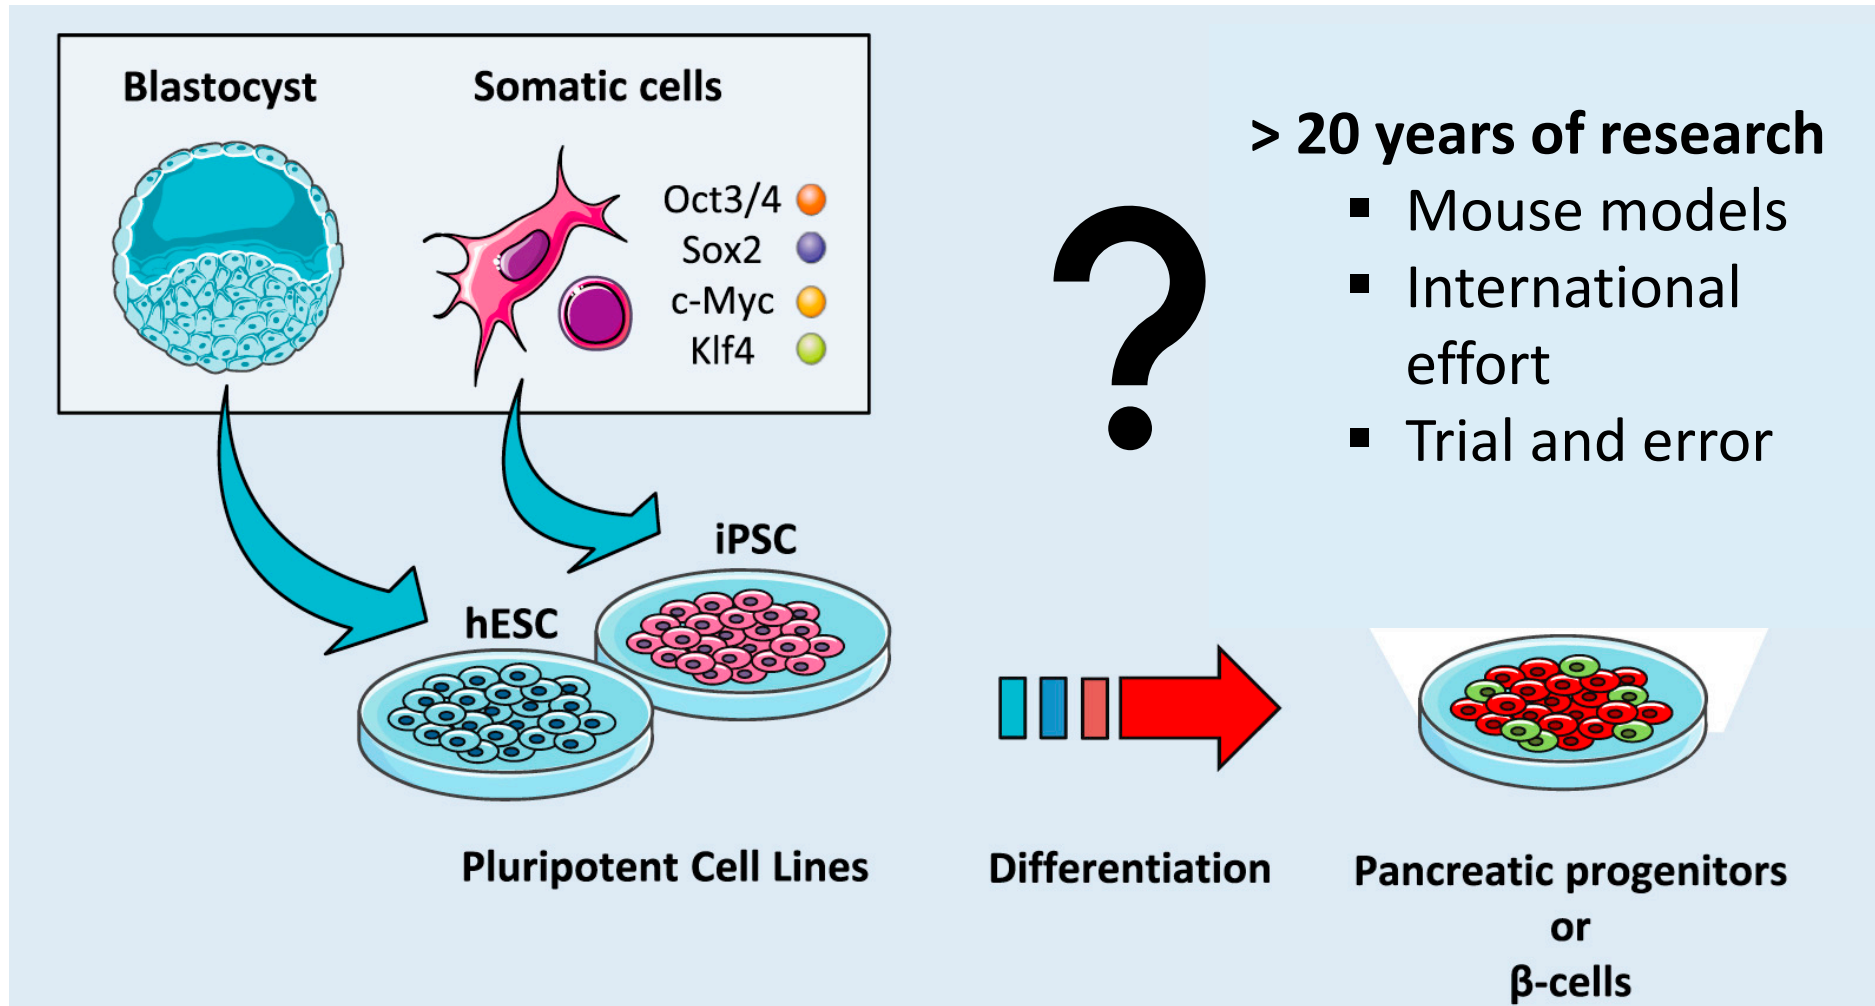 Blastocyst
Somatic cells
Oct3/4
Sox2
c-Myc
Klf4
?
> 20 years of research
▪ Mouse models
▪ International
effort
▪ Trial and error
iPSC
hESC
Pluripotent Cell Lines
Differentiation
Pancreatic progenitors
or
β-cells